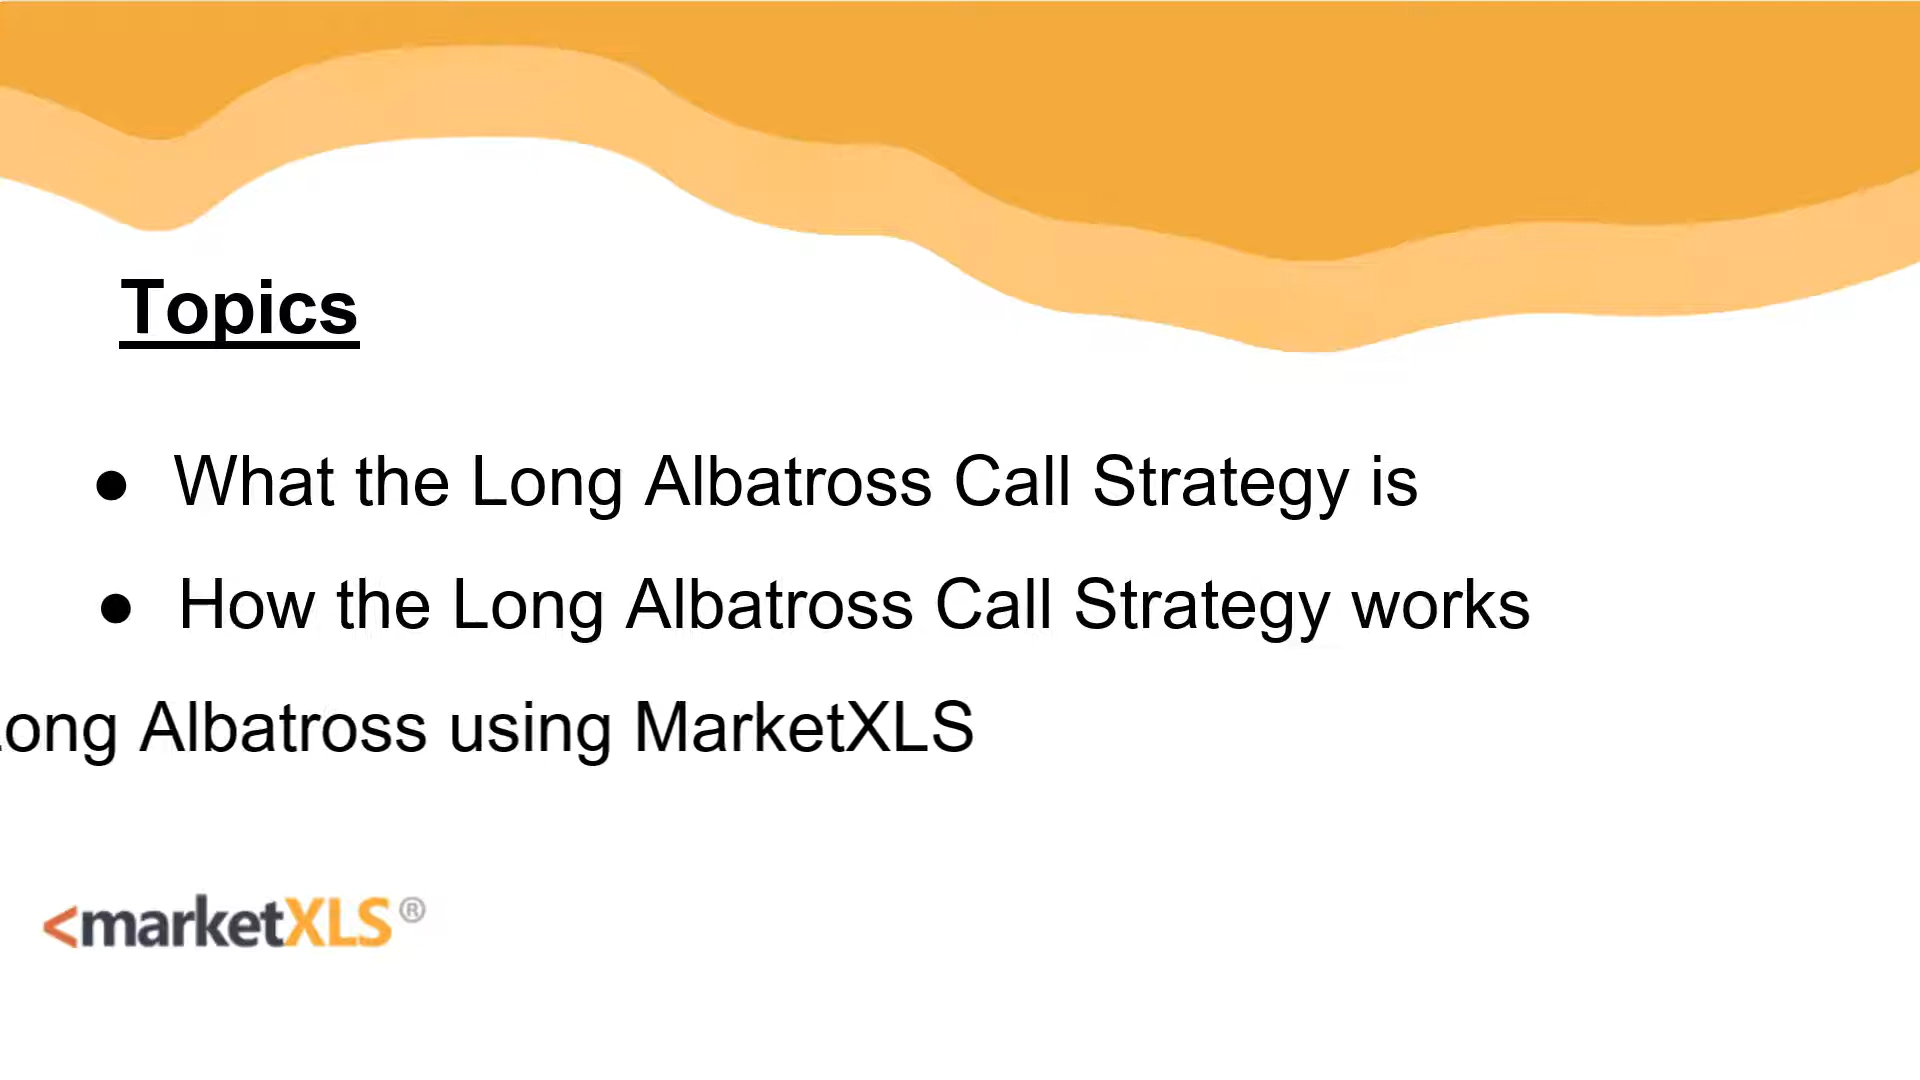 Topics
● What the Long Albatross Call Strategy is
● How the Long Albatross Call Strategy works
ong Albatross using MarketXLS
<marketXLS®